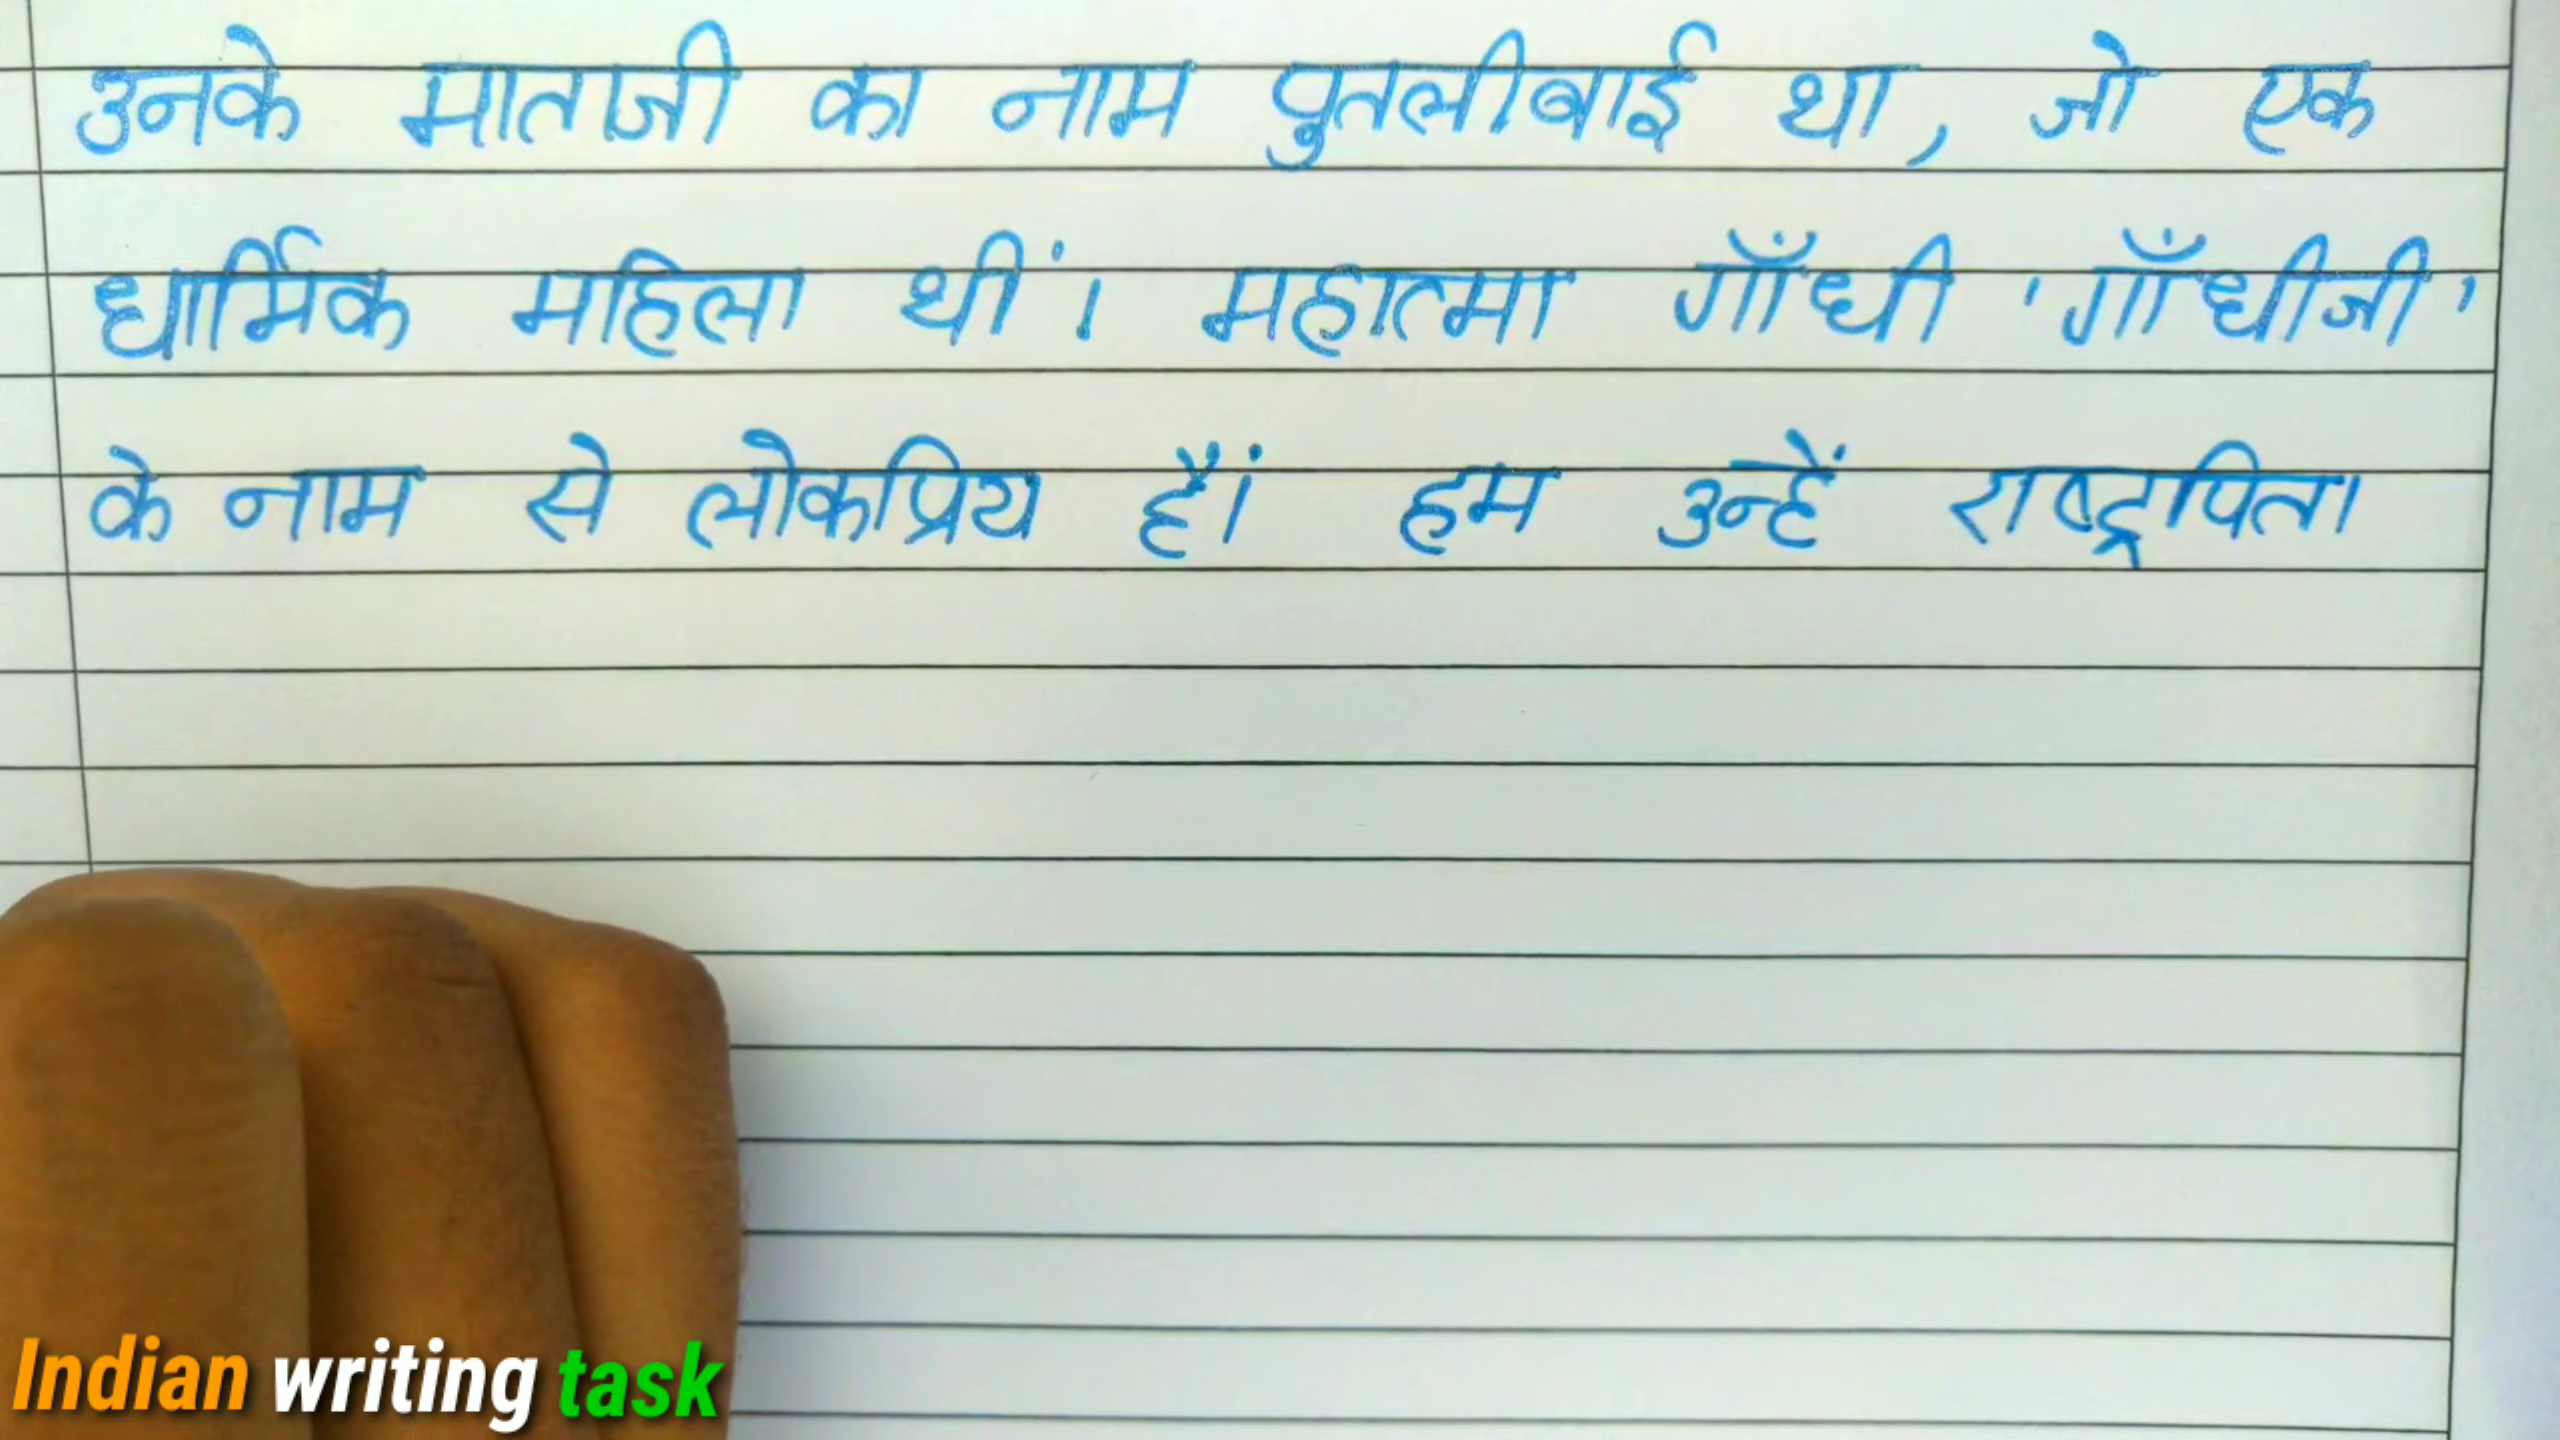 उनके माताजी का नाम पुतलीबाई था, जो एक
धार्मिक महिला थीं। महात्मा गाँधी 'गाँधीजी'
के नाम से लोकप्रिय हैं। हम उन्हें राष्ट्रपिता
Indian writing task